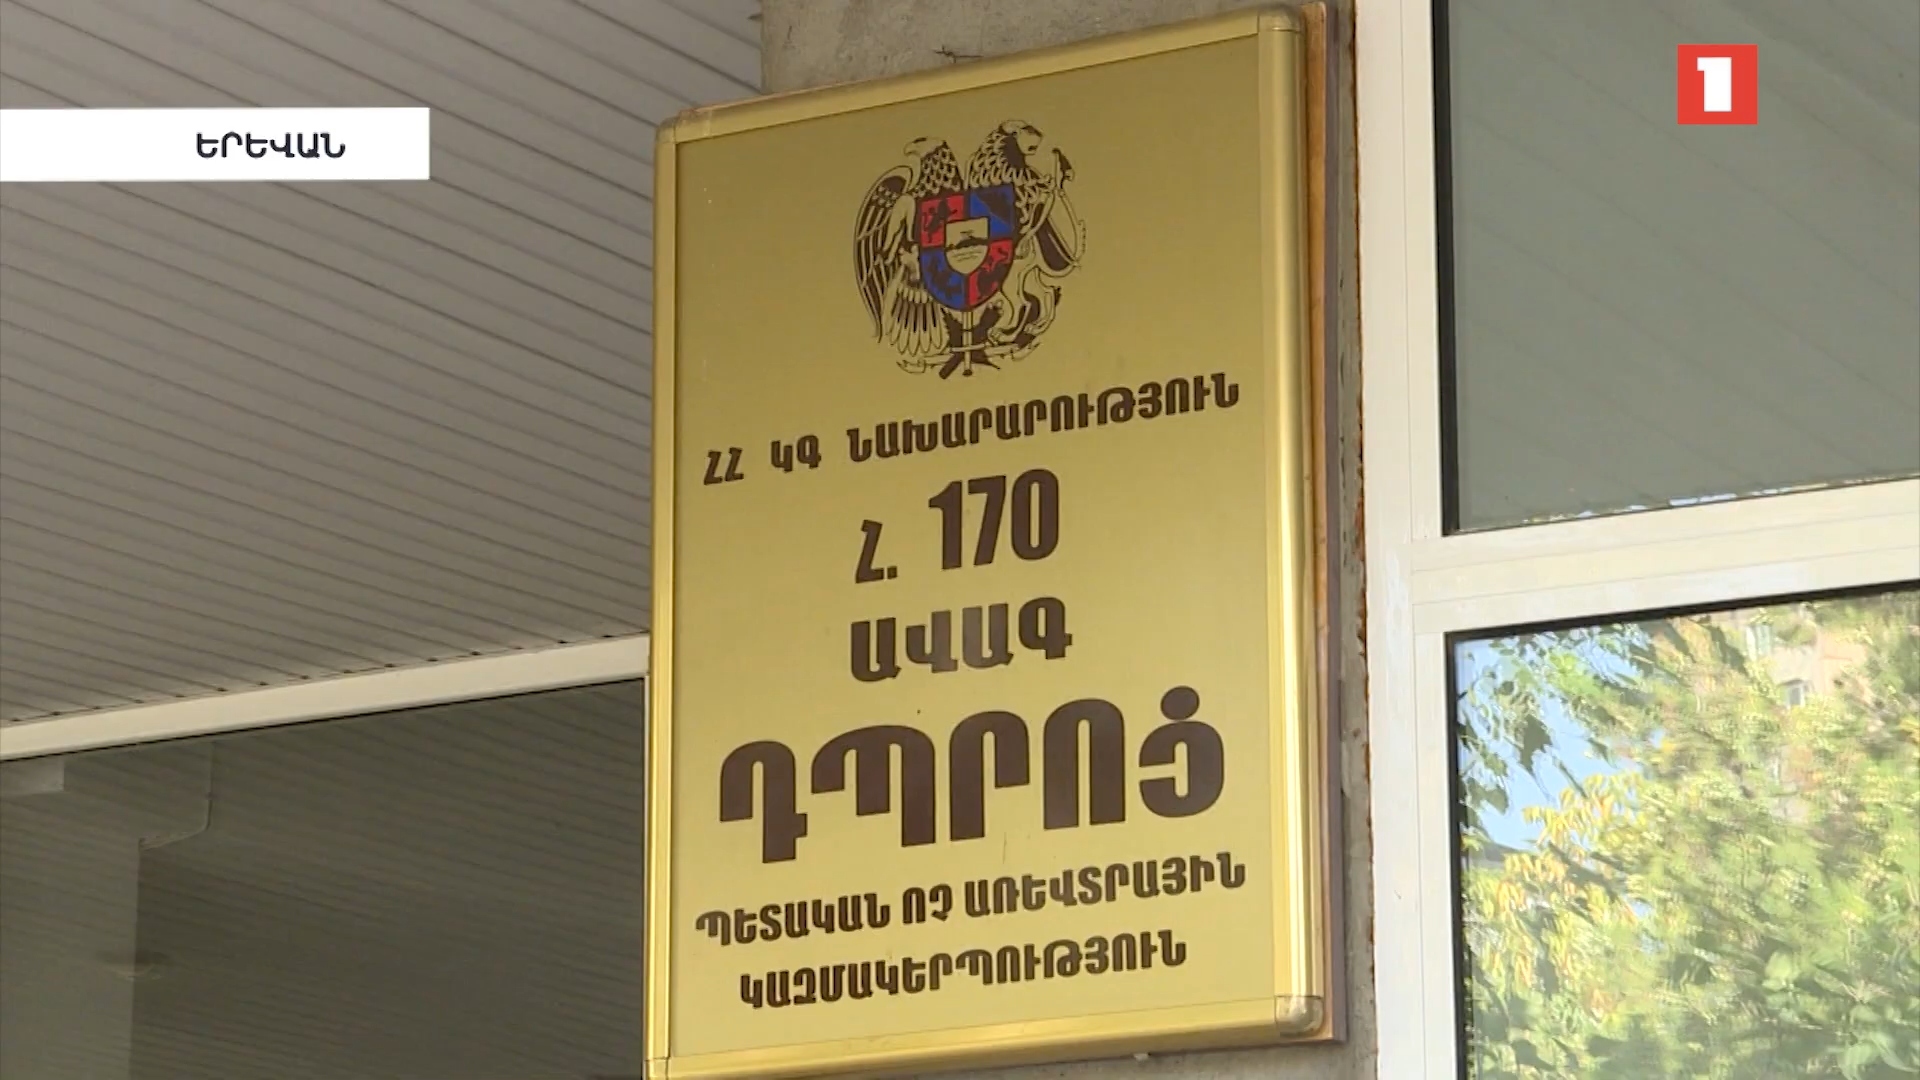 ԵՐԵՎԱՆ
1
ՀՀ ԿԳ ՆԱԽԱՐԱՐՈՒԹՅՈՒՆ
Հ. 170
ԱՎԱԳ
ԴՊՐՈՑ
ՊԵՏԱԿԱՆ ՈՉ ԱՌԵՎՏՐԱՅԻՆ
ԿԱԶՄԱԿԵՐՊՈՒԹՅՈՒՆ